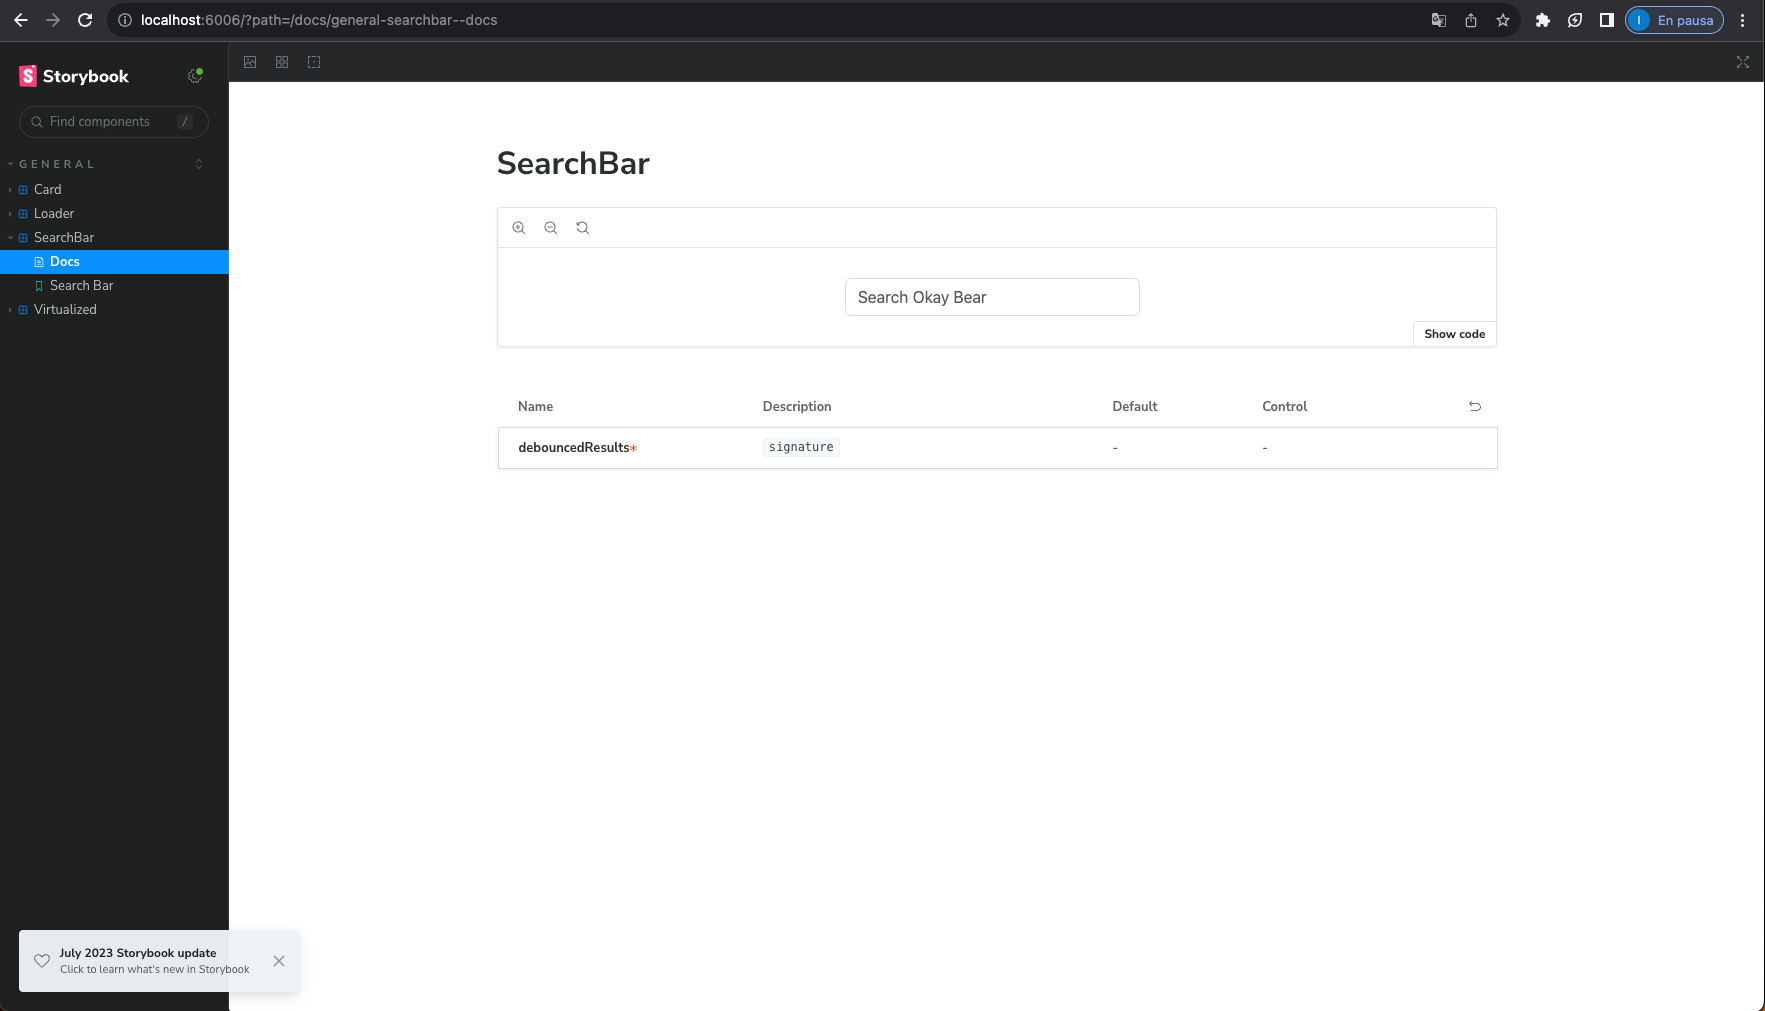 localhost:6006/?path=/docs/general-searchbar--docs
I En pausa
S Storybook
Find components /
GENERAL
Card
Loader
SearchBar
Docs
Search Bar
Virtualized
SearchBar
Search Okay Bear
Show code
Name Description Default Control
debouncedResults* signature - -
July 2023 Storybook update
Click to learn what's new in Storybook